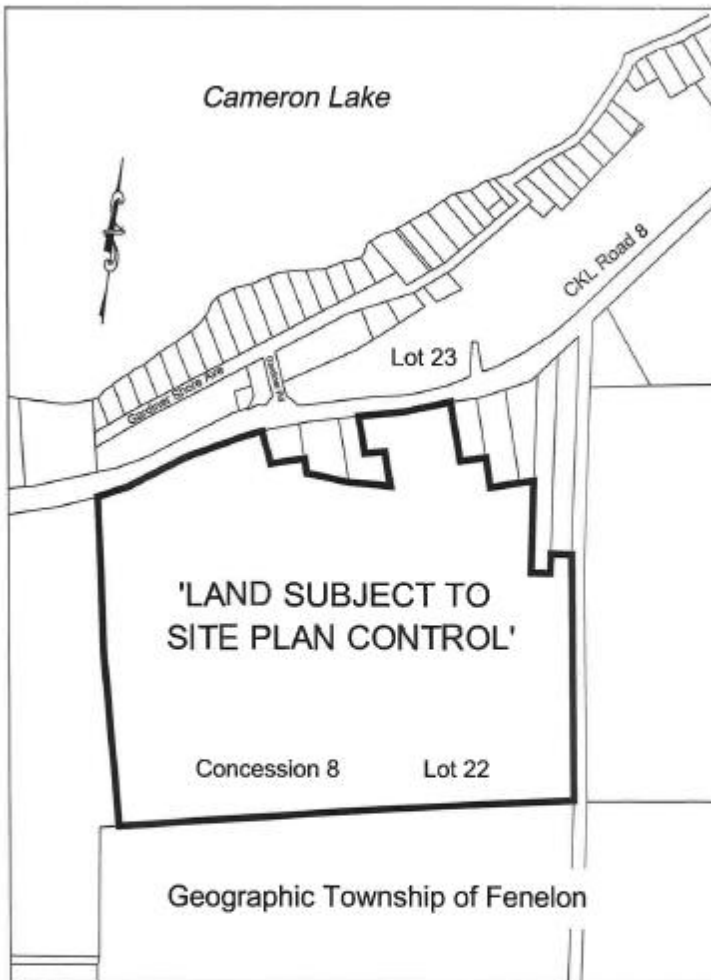 Cameron Lake
CKL Road 8
Lot 23
Gardiner Shore Ave
'LAND SUBJECT TO
SITE PLAN CONTROL'
Concession 8 Lot 22
Geographic Township of Fenelon